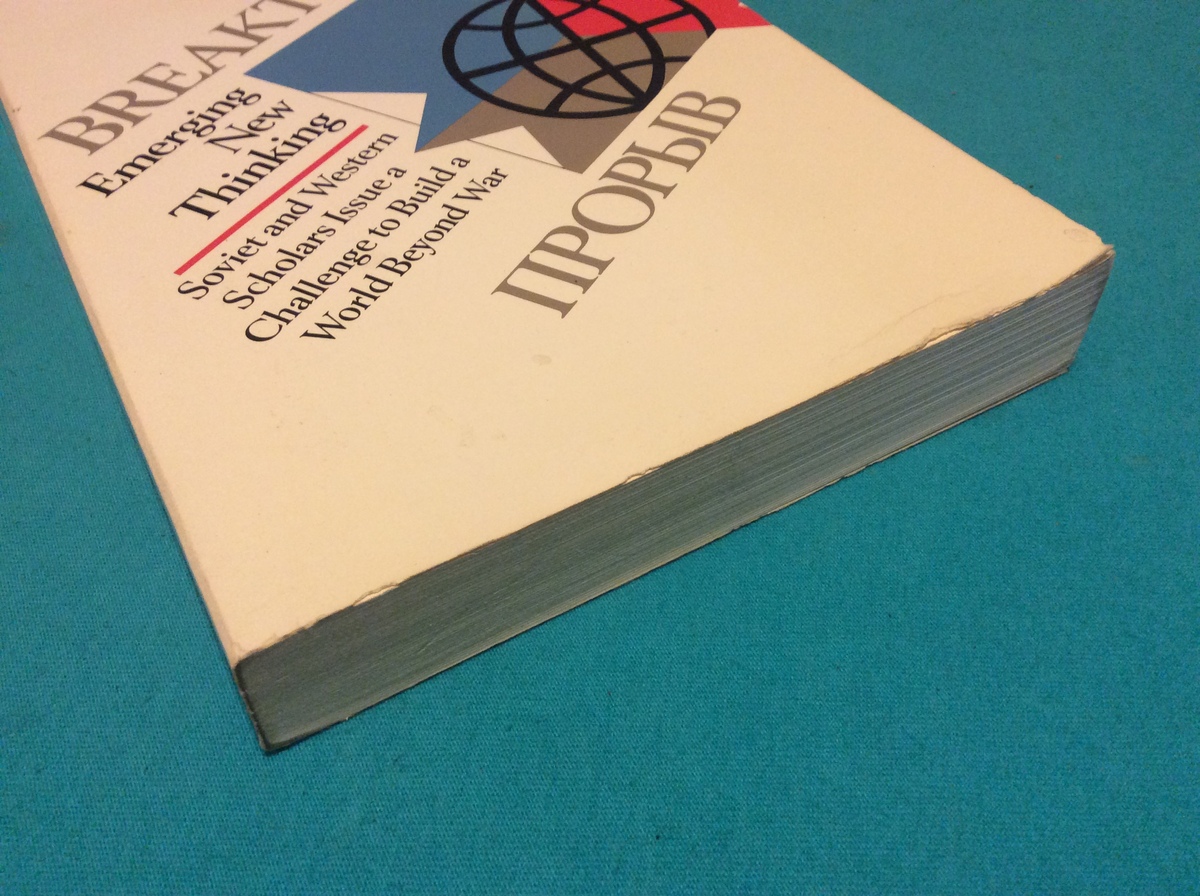 BREAKT
Emerging
New
Thinking
Soviet and Western
Scholars Issue a
Challenge to Build a
World Beyond War
ПРОРЫВ